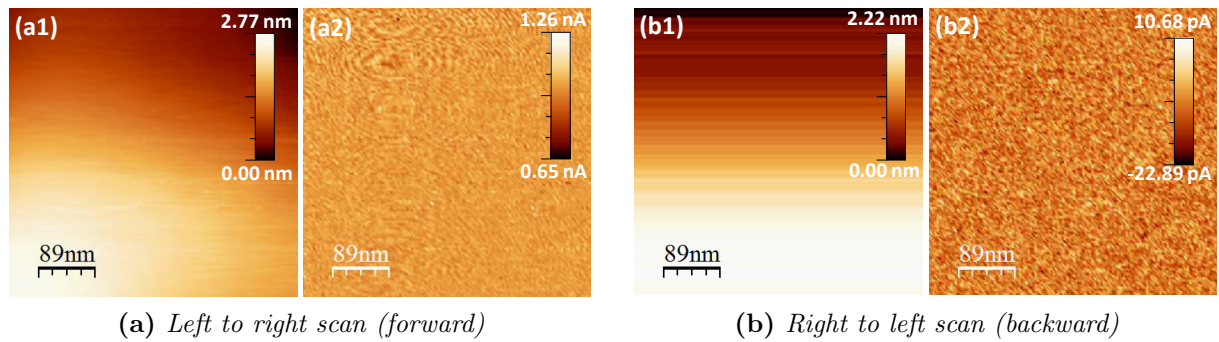 (a1)
2.77 nm
0.00 nm
89nm
(a2)
1.26 nA
0.65 nA
89nm
(b1)
2.22 nm
0.00 nm
89nm
(b2)
10.68 pA
-22.89 pA
89nm
(a) Left to right scan (forward)
(b) Right to left scan (backward)